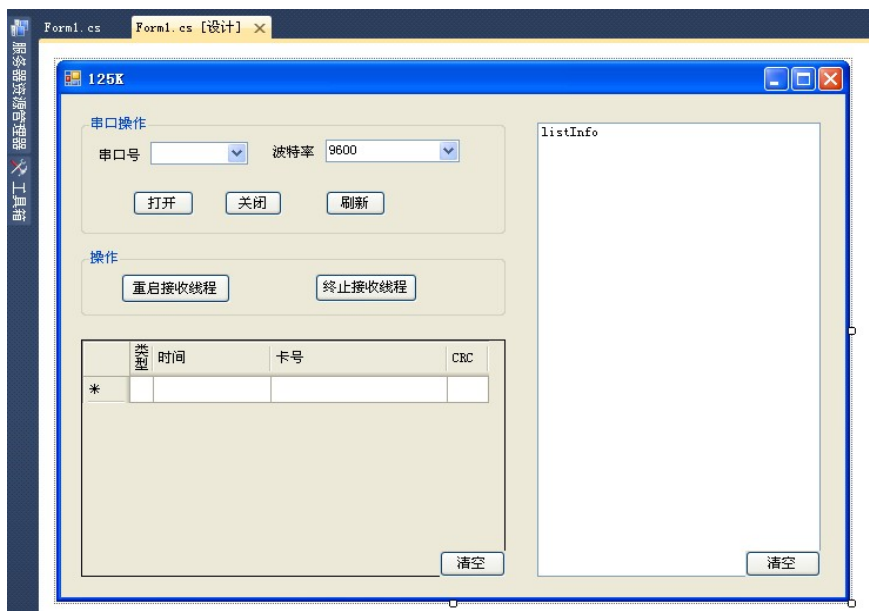 Form1.cs
Form1.cs [设计]
服务器资源管理器
工具箱
125K
串口操作
串口号
波特率 9600
打开 关闭 刷新
操作
重启接收线程 终止接收线程
类型 时间 卡号 CRC
*
清空
listInfo
清空